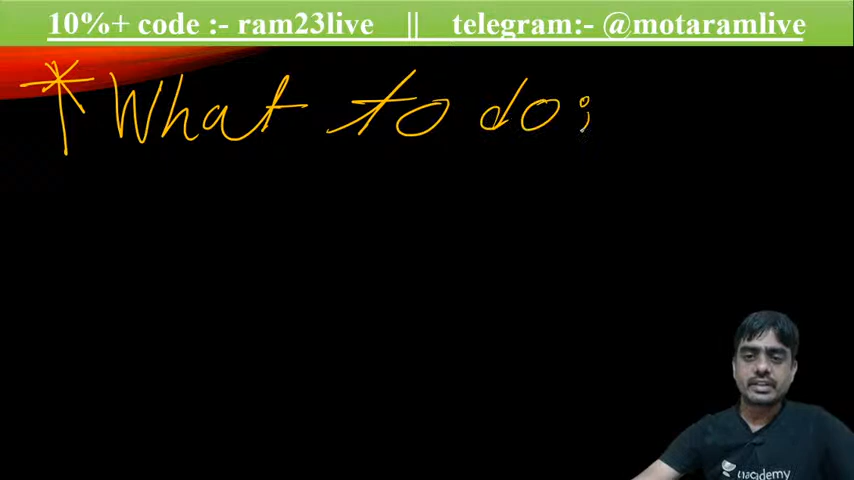 10%+ code :- ram23live || telegram:- @motaramlive
* What to do;
unacademy